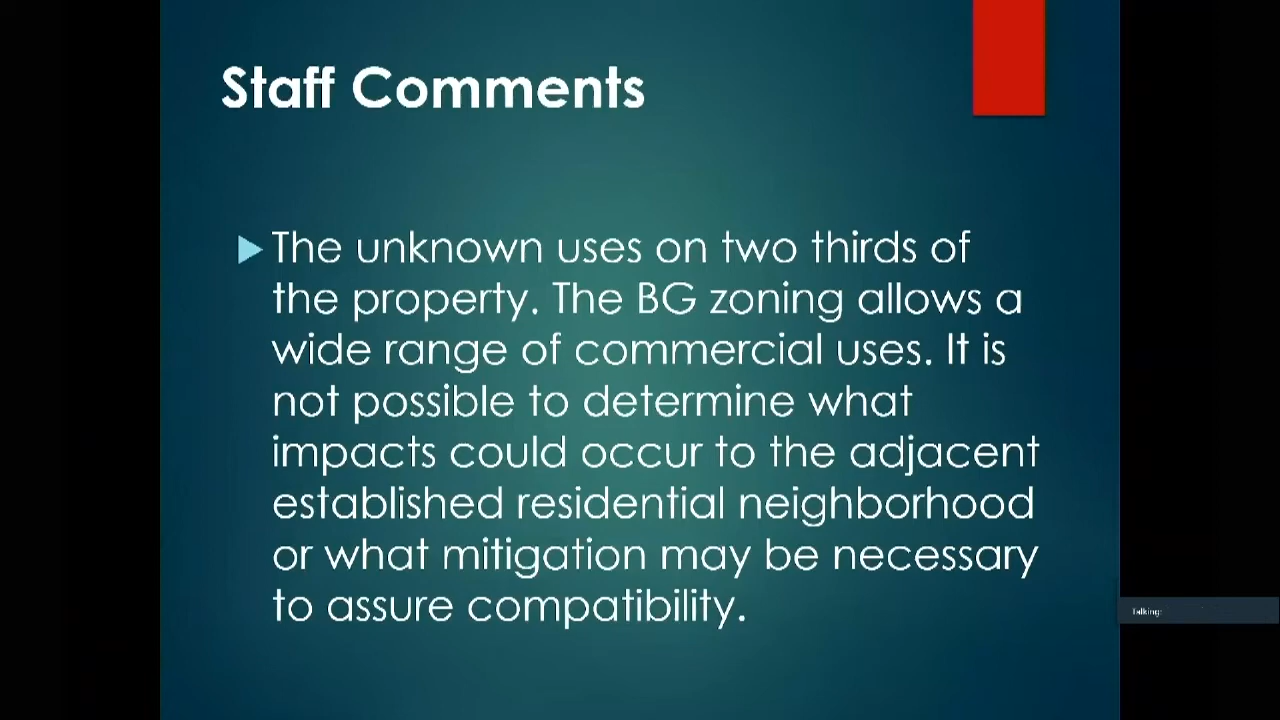 Staff Comments
The unknown uses on two thirds of
the property. The BG zoning allows a
wide range of commercial uses. It is
not possible to determine what
impacts could occur to the adjacent
established residential neighborhood
or what mitigation may be necessary
to assure compatibility.
Talking: